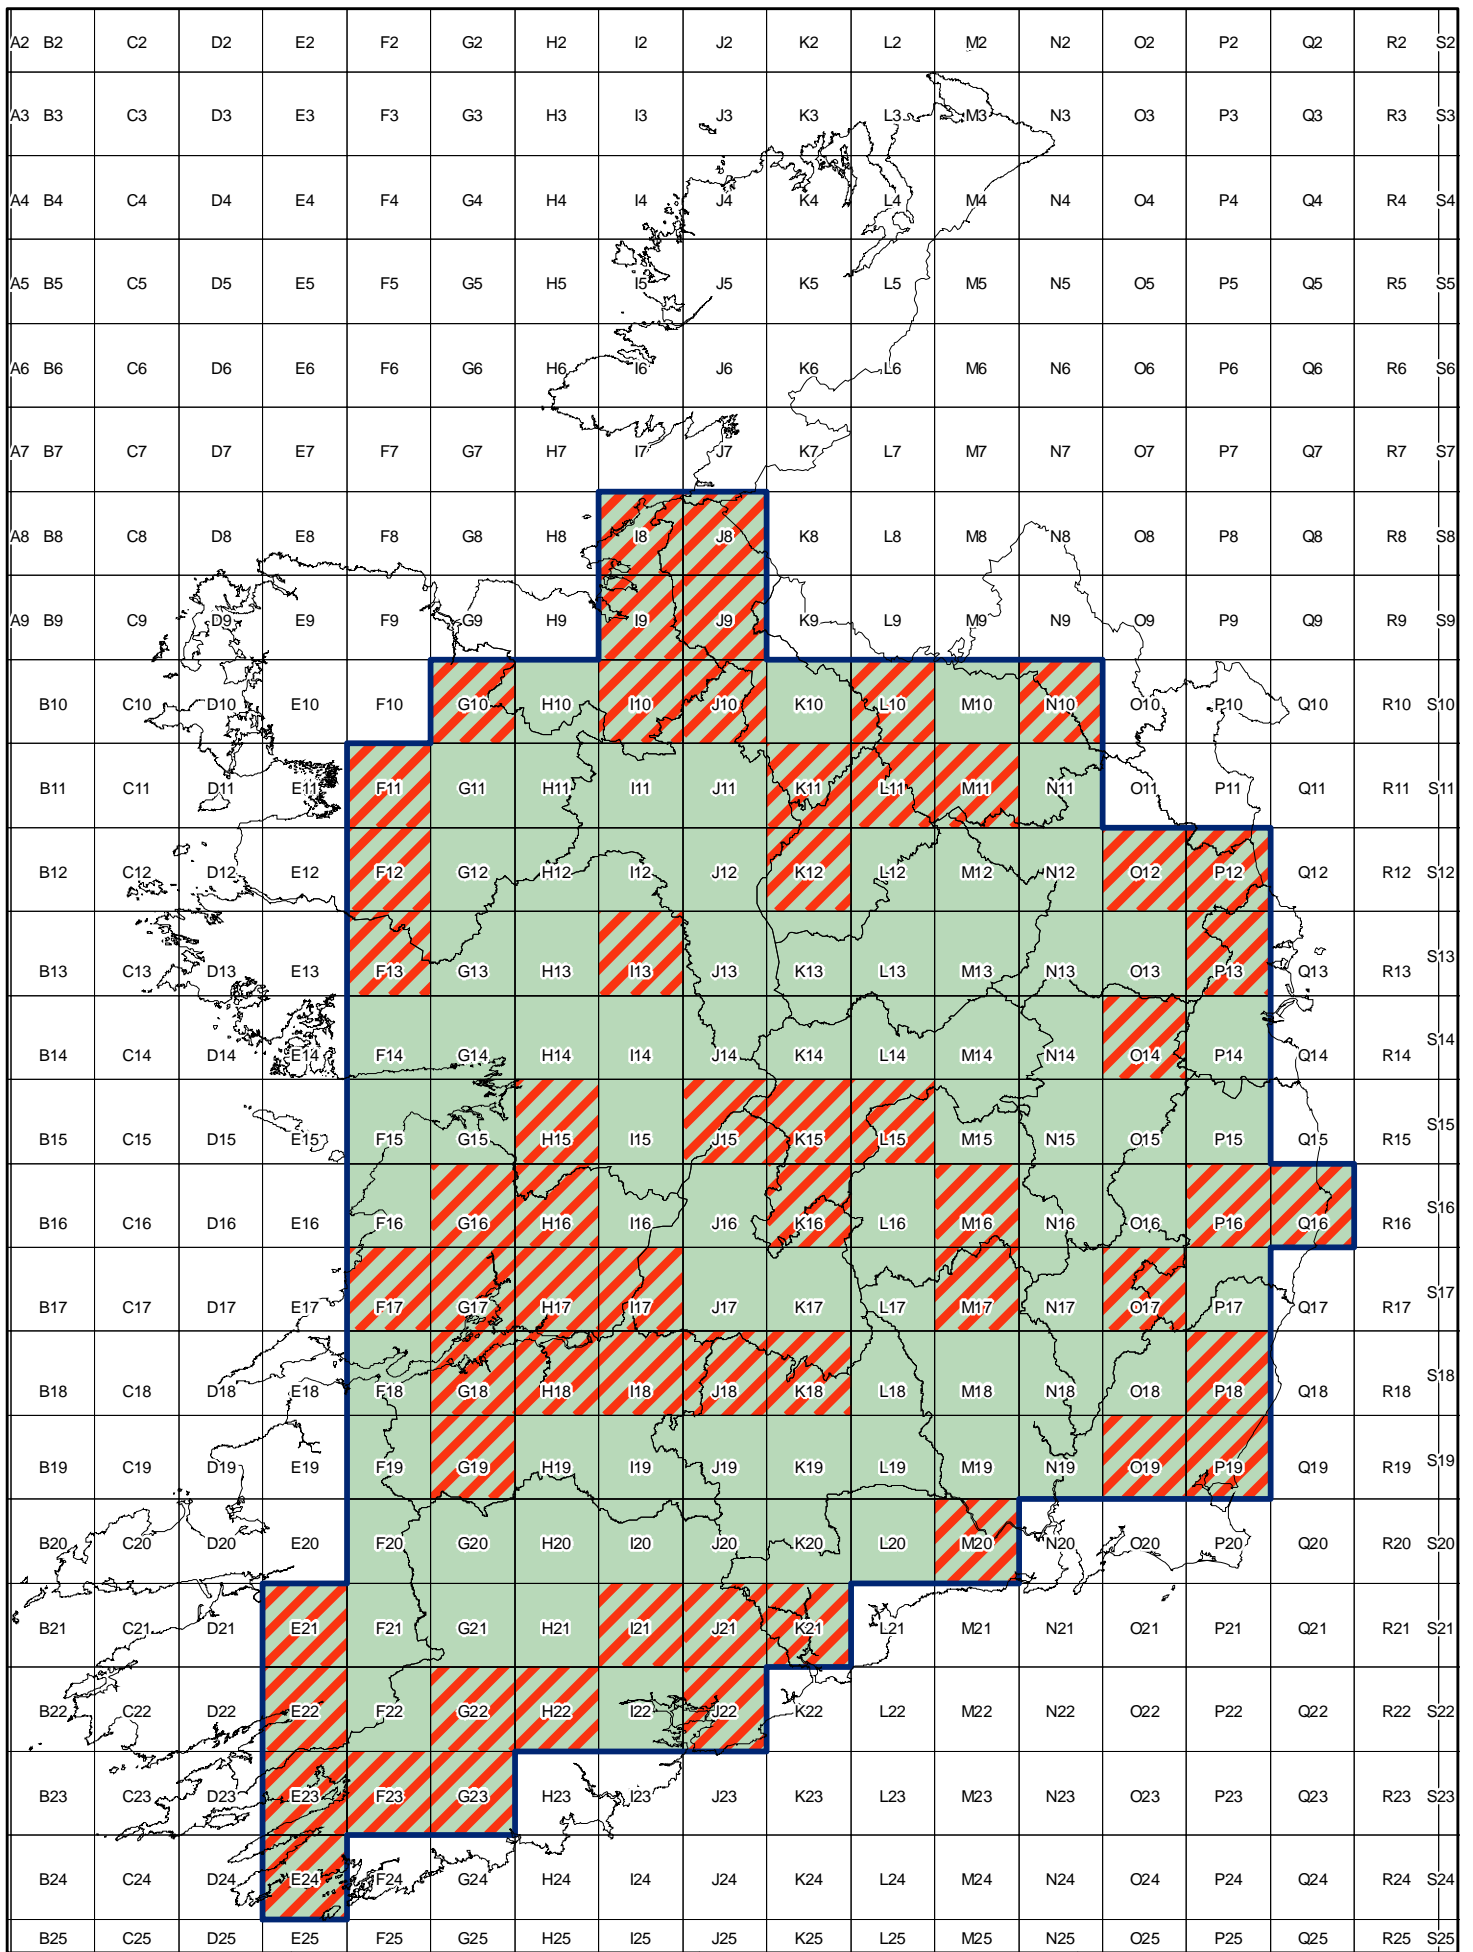 A2 B2 C2 D2 E2 F2 G2 H2 I2 J2 K2 L2 M2 N2 O2 P2 Q2 R2 S2
A3 B3 C3 D3 E3 F3 G3 H3 I3 J3 K3 L3 M3 N3 O3 P3 Q3 R3 S3
A4 B4 C4 D4 E4 F4 G4 H4 I4 J4 K4 L4 M4 N4 O4 P4 Q4 R4 S4
A5 B5 C5 D5 E5 F5 G5 H5 I5 J5 K5 L5 M5 N5 O5 P5 Q5 R5 S5
A6 B6 C6 D6 E6 F6 G6 H6 I6 J6 K6 L6 M6 N6 O6 P6 Q6 R6 S6
A7 B7 C7 D7 E7 F7 G7 H7 I7 J7 K7 L7 M7 N7 O7 P7 Q7 R7 S7
A8 B8 C8 D8 E8 F8 G8 H8 I8 J8 K8 L8 M8 N8 O8 P8 Q8 R8 S8
A9 B9 C9 D9 E9 F9 G9 H9 I9 J9 K9 L9 M9 N9 O9 P9 Q9 R9 S9
B10 C10 D10 E10 F10 G10 H10 I10 J10 K10 L10 M10 N10 O10 P10 Q10 R10 S10
B11 C11 D11 E11 F11 G11 H11 I11 J11 K11 L11 M11 N11 O11 P11 Q11 R11 S11
B12 C12 D12 E12 F12 G12 H12 I12 J12 K12 L12 M12 N12 O12 P12 Q12 R12 S12
B13 C13 D13 E13 F13 G13 H13 I13 J13 K13 L13 M13 N13 O13 P13 Q13 R13 S13
B14 C14 D14 E14 F14 G14 H14 I14 J14 K14 L14 M14 N14 O14 P14 Q14 R14 S14
B15 C15 D15 E15 F15 G15 H15 I15 J15 K15 L15 M15 N15 O15 P15 Q15 R15 S15
B16 C16 D16 E16 F16 G16 H16 I16 J16 K16 L16 M16 N16 O16 P16 Q16 R16 S16
B17 C17 D17 E17 F17 G17 H17 I17 J17 K17 L17 M17 N17 O17 P17 Q17 R17 S17
B18 C18 D18 E18 F18 G18 H18 I18 J18 K18 L18 M18 N18 O18 P18 Q18 R18 S18
B19 C19 D19 E19 F19 G19 H19 I19 J19 K19 L19 M19 N19 O19 P19 Q19 R19 S19
B20 C20 D20 E20 F20 G20 H20 I20 J20 K20 L20 M20 N20 O20 P20 Q20 R20 S20
B21 C21 D21 E21 F21 G21 H21 I21 J21 K21 L21 M21 N21 O21 P21 Q21 R21 S21
B22 C22 D22 E22 F22 G22 H22 I22 J22 K22 L22 M22 N22 O22 P22 Q22 R22 S22
B23 C23 D23 E23 F23 G23 H23 I23 J23 K23 L23 M23 N23 O23 P23 Q23 R23 S23
B24 C24 D24 E24 F24 G24 H24 I24 J24 K24 L24 M24 N24 O24 P24 Q24 R24 S24
B25 C25 D25 E25 F25 G25 H25 I25 J25 K25 L25 M25 N25 O25 P25 Q25 R25 S25